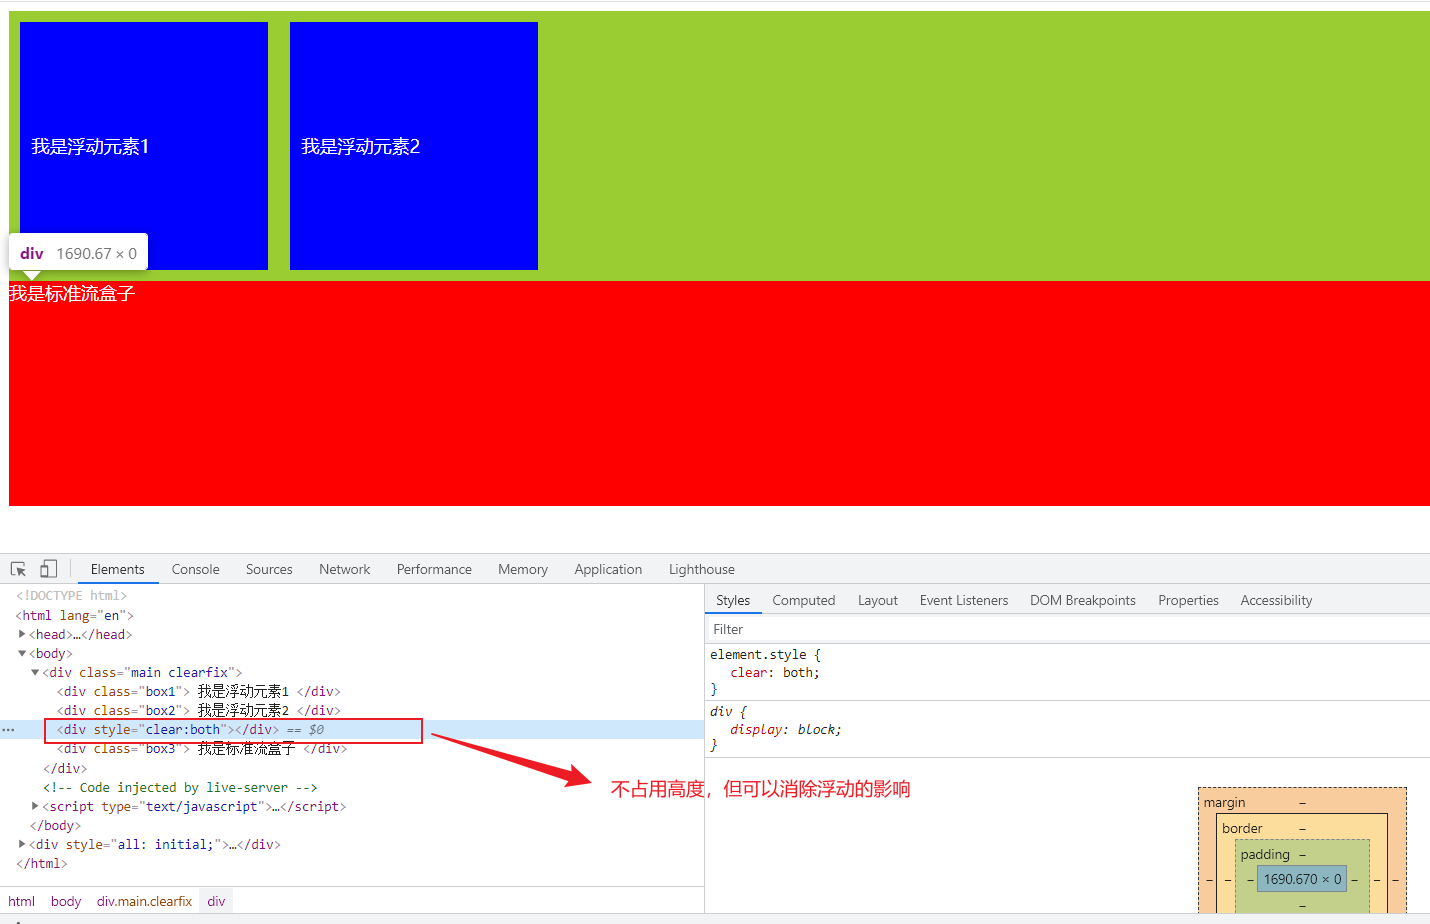 我是浮动元素1
我是浮动元素2
div 1690.67 × 0
我是标准流盒子
Elements Console Sources Network Performance Memory Application Lighthouse
<!DOCTYPE html>
<html lang="en">
<head>…</head>
<body>
<div class="main clearfix">
<div class="box1"> 我是浮动元素1 </div>
<div class="box2"> 我是浮动元素2 </div>
<div style="clear:both"></div> == $0
<div class="box3"> 我是标准流盒子 </div>
</div>
<!-- Code injected by live-server -->
<script type="text/javascript">…</script>
</body>
<div style="all: initial;">…</div>
</html>
html body div.main.clearfix div
不占用高度，但可以消除浮动的影响
Styles Computed Layout Event Listeners DOM Breakpoints Properties Accessibility
Filter
element.style {
clear: both;
}
div {
display: block;
}
margin –
border –
padding –
– – – 1690.670 × 0 – – –
–